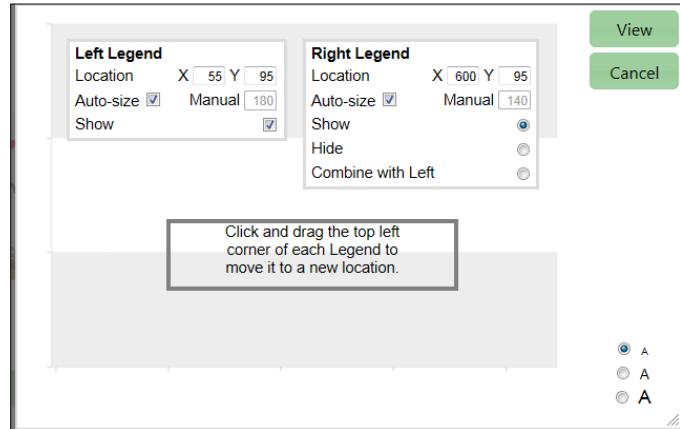 View
Cancel
Left Legend
Location X 55 Y 95
Auto-size Manual 180
Show
Right Legend
Location X 600 Y 95
Auto-size Manual 140
Show
Hide
Combine with Left
Click and drag the top left
corner of each Legend to
move it to a new location.
A
A
A